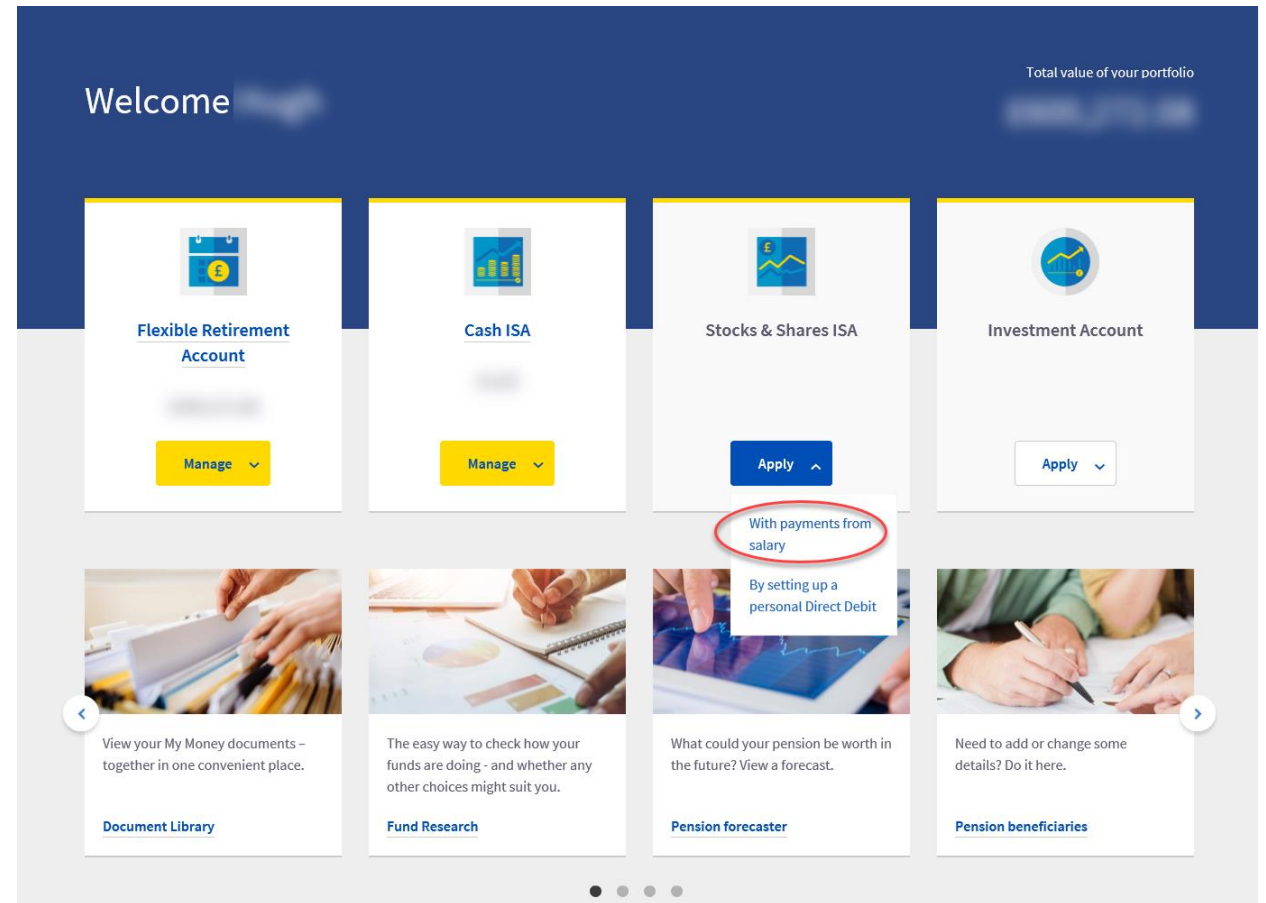 Welcome
Total value of your portfolio
Flexible Retirement
Account
Manage
Cash ISA
Manage
Stocks & Shares ISA
Apply
With payments from
salary
By setting up a
personal Direct Debit
Investment Account
Apply
View your My Money documents –
together in one convenient place.
Document Library
The easy way to check how your
funds are doing - and whether any
other choices might suit you.
Fund Research
What could your pension be worth in
the future? View a forecast.
Pension forecaster
Need to add or change some
details? Do it here.
Pension beneficiaries